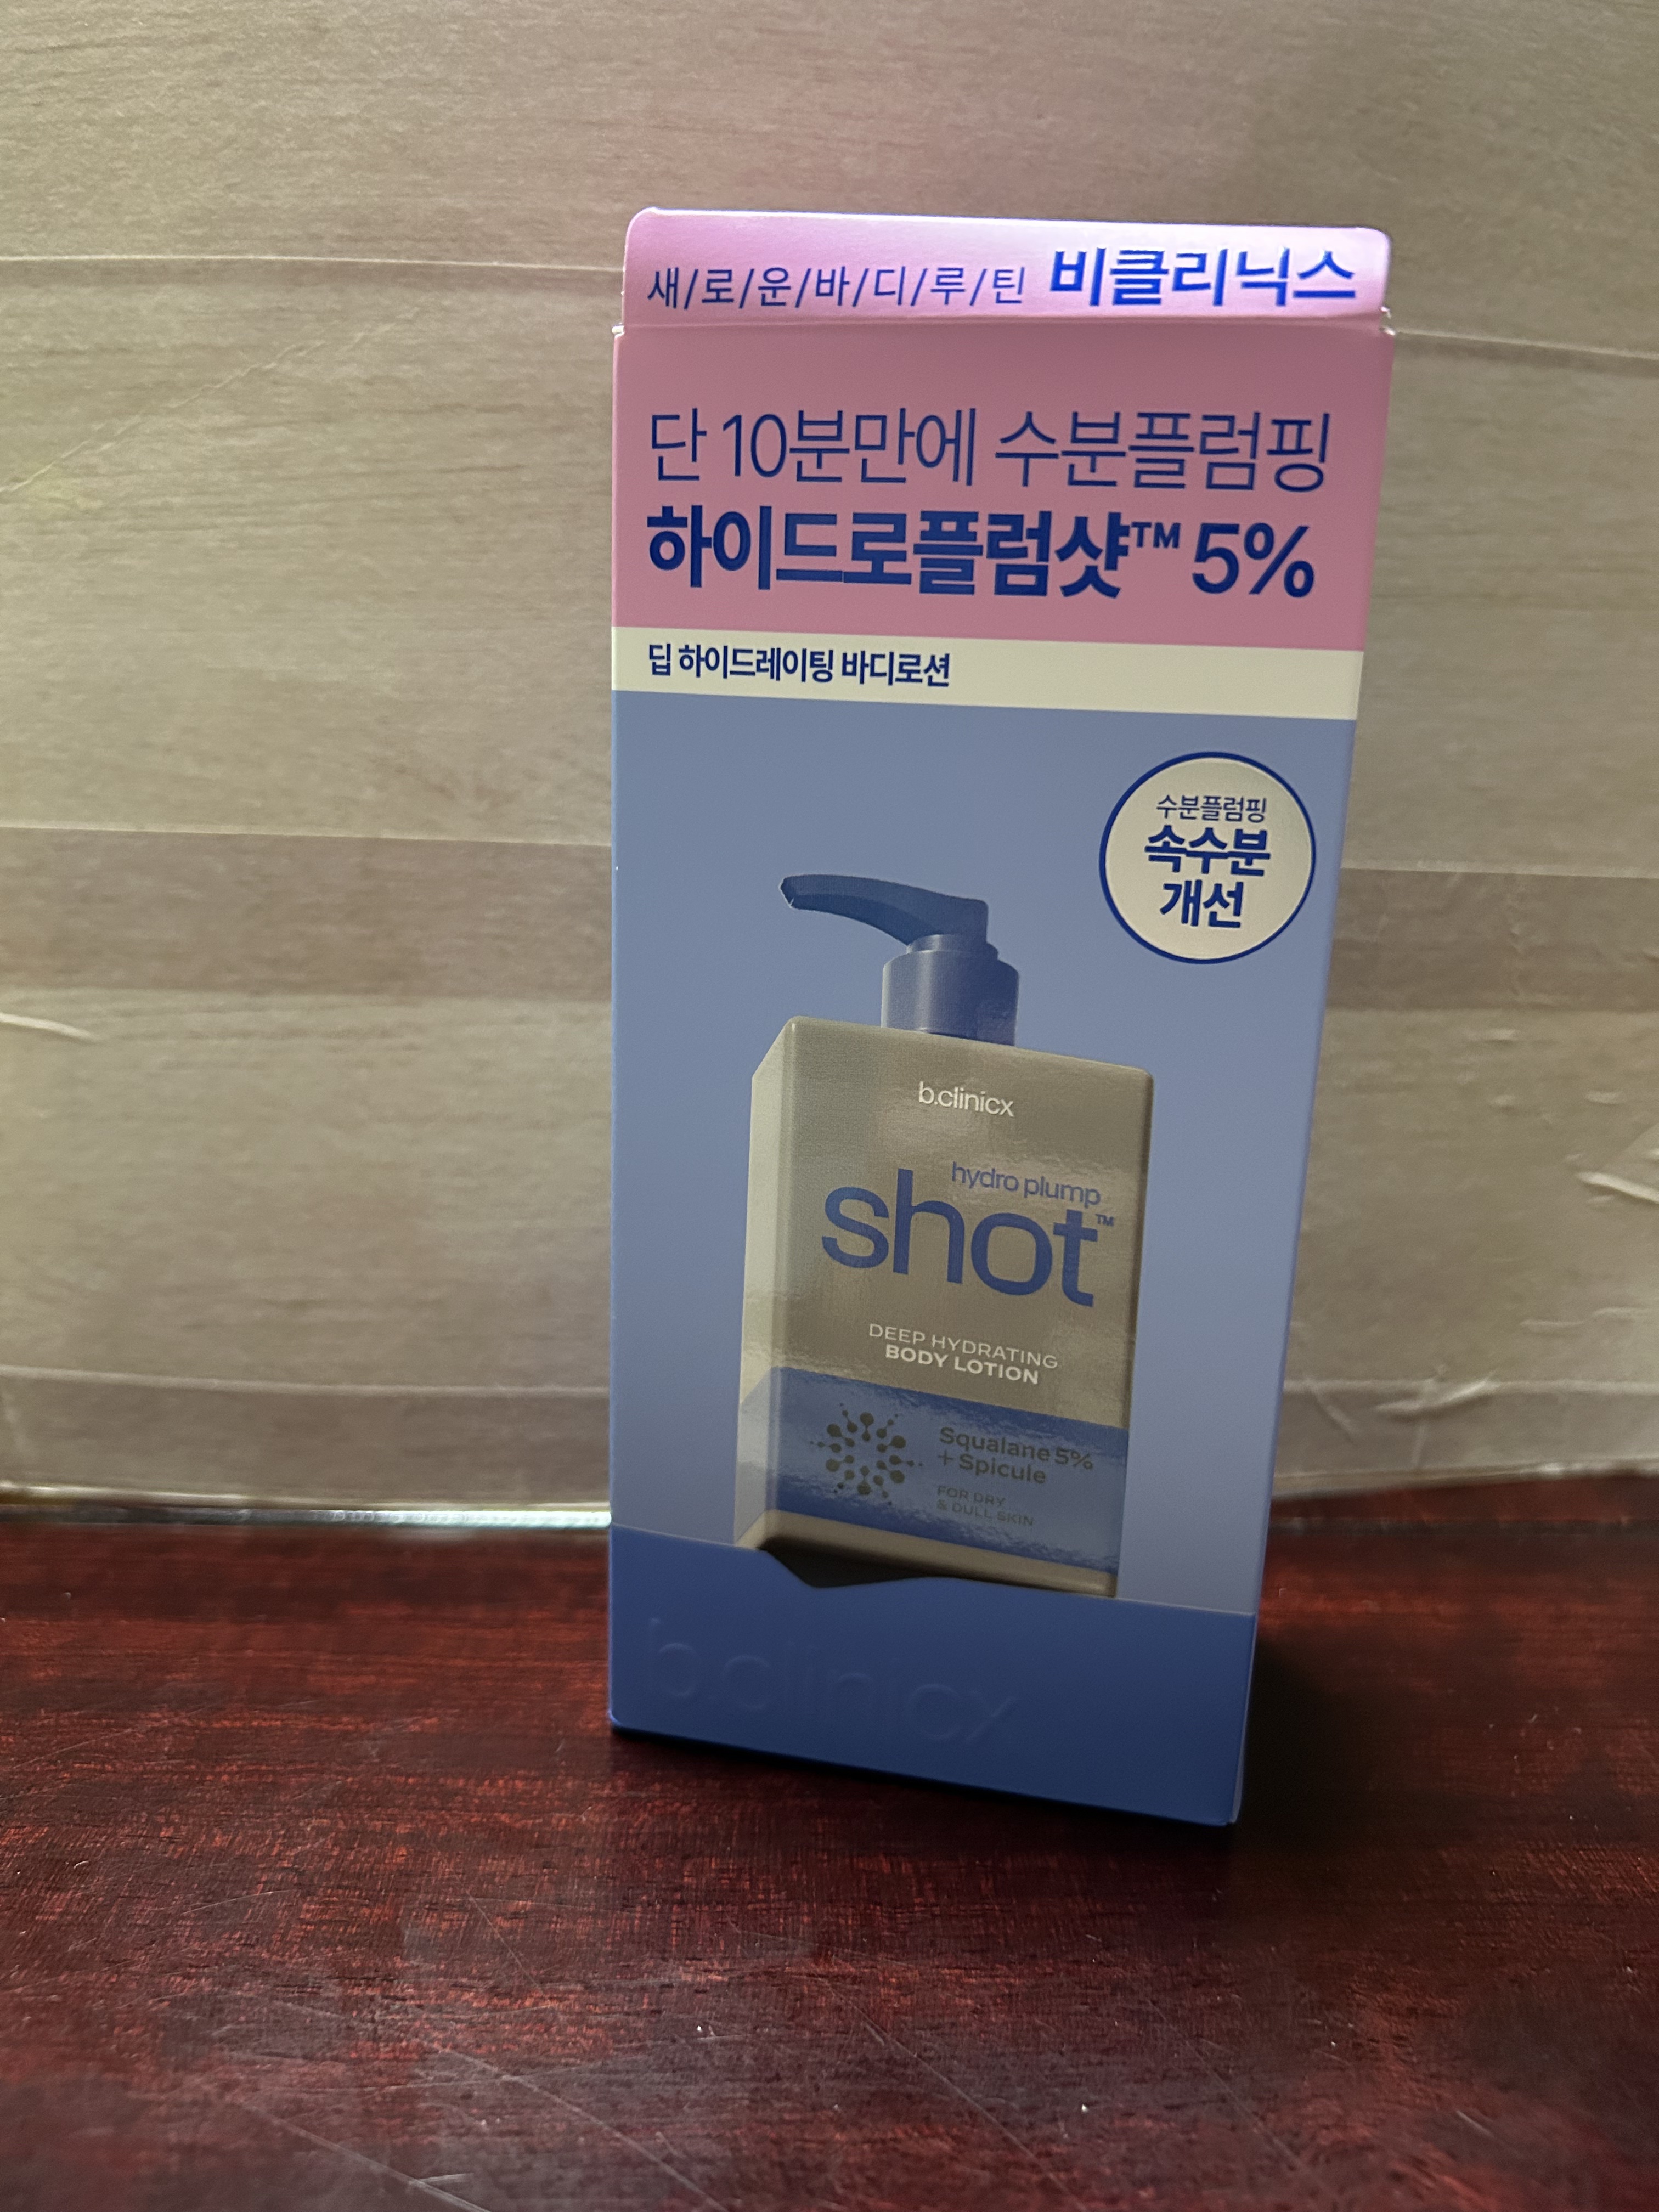 새/로/운/바/디/루/틴 비클리닉스
단 10분만에 수분플럼핑
하이드로플럼샷™ 5%
딥 하이드레이팅 바디로션
수분플럼핑
속수분
개선
b.clinicx
hydro plump
shot™
DEEP HYDRATING
BODY LOTION
Squalane 5%
+ Spicule
FOR DRY
& DULL SKIN
b.clinicx